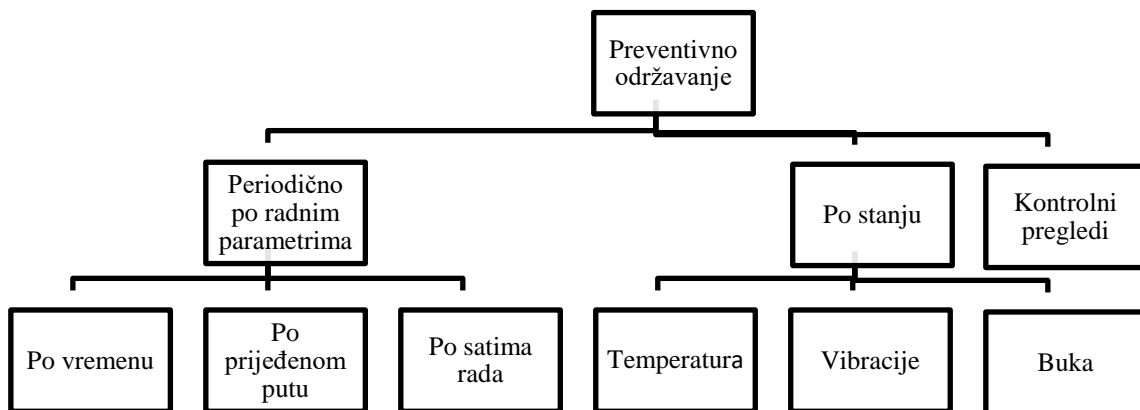 Preventivno
održavanje
Periodično
po radnim
parametrima
Po stanju
Kontrolni
pregledi
Po vremenu
Po
prijeđenom
putu
Po satima
rada
Temperatura
Vibracije
Buka